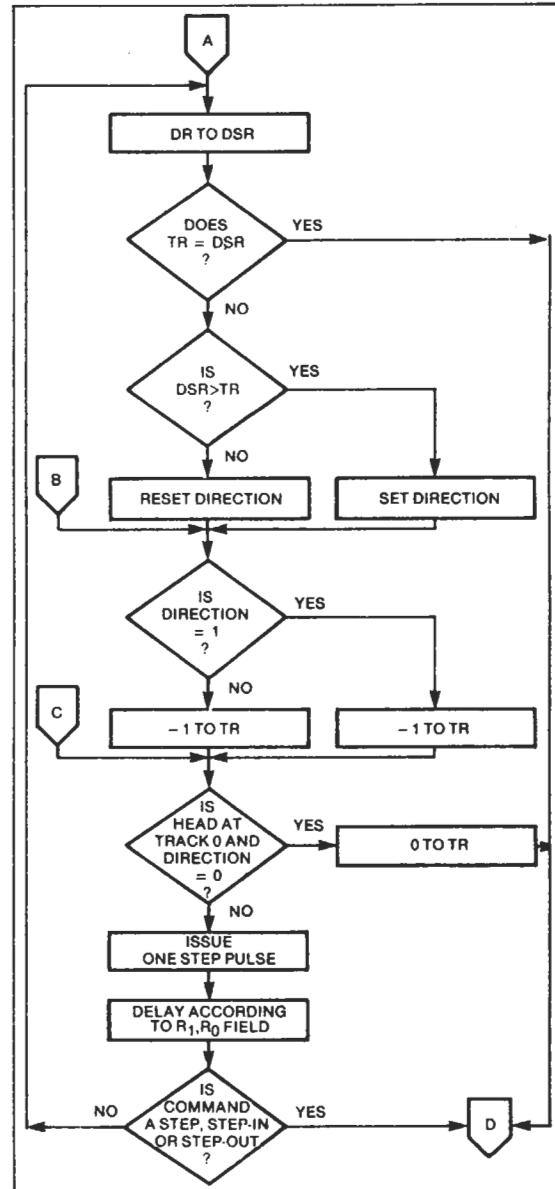 A
DR TO DSR
DOES
TR = DSR
?
YES
NO
IS
DSR>TR
?
YES
NO
B
RESET DIRECTION
SET DIRECTION
IS
DIRECTION
= 1
?
YES
NO
C
– 1 TO TR
– 1 TO TR
IS
HEAD AT
TRACK 0 AND
DIRECTION
= 0
?
YES
0 TO TR
NO
ISSUE
ONE STEP PULSE
DELAY ACCORDING
TO R1,R0 FIELD
IS
COMMAND
A STEP, STEP-IN
OR STEP-OUT
?
NO
YES
D